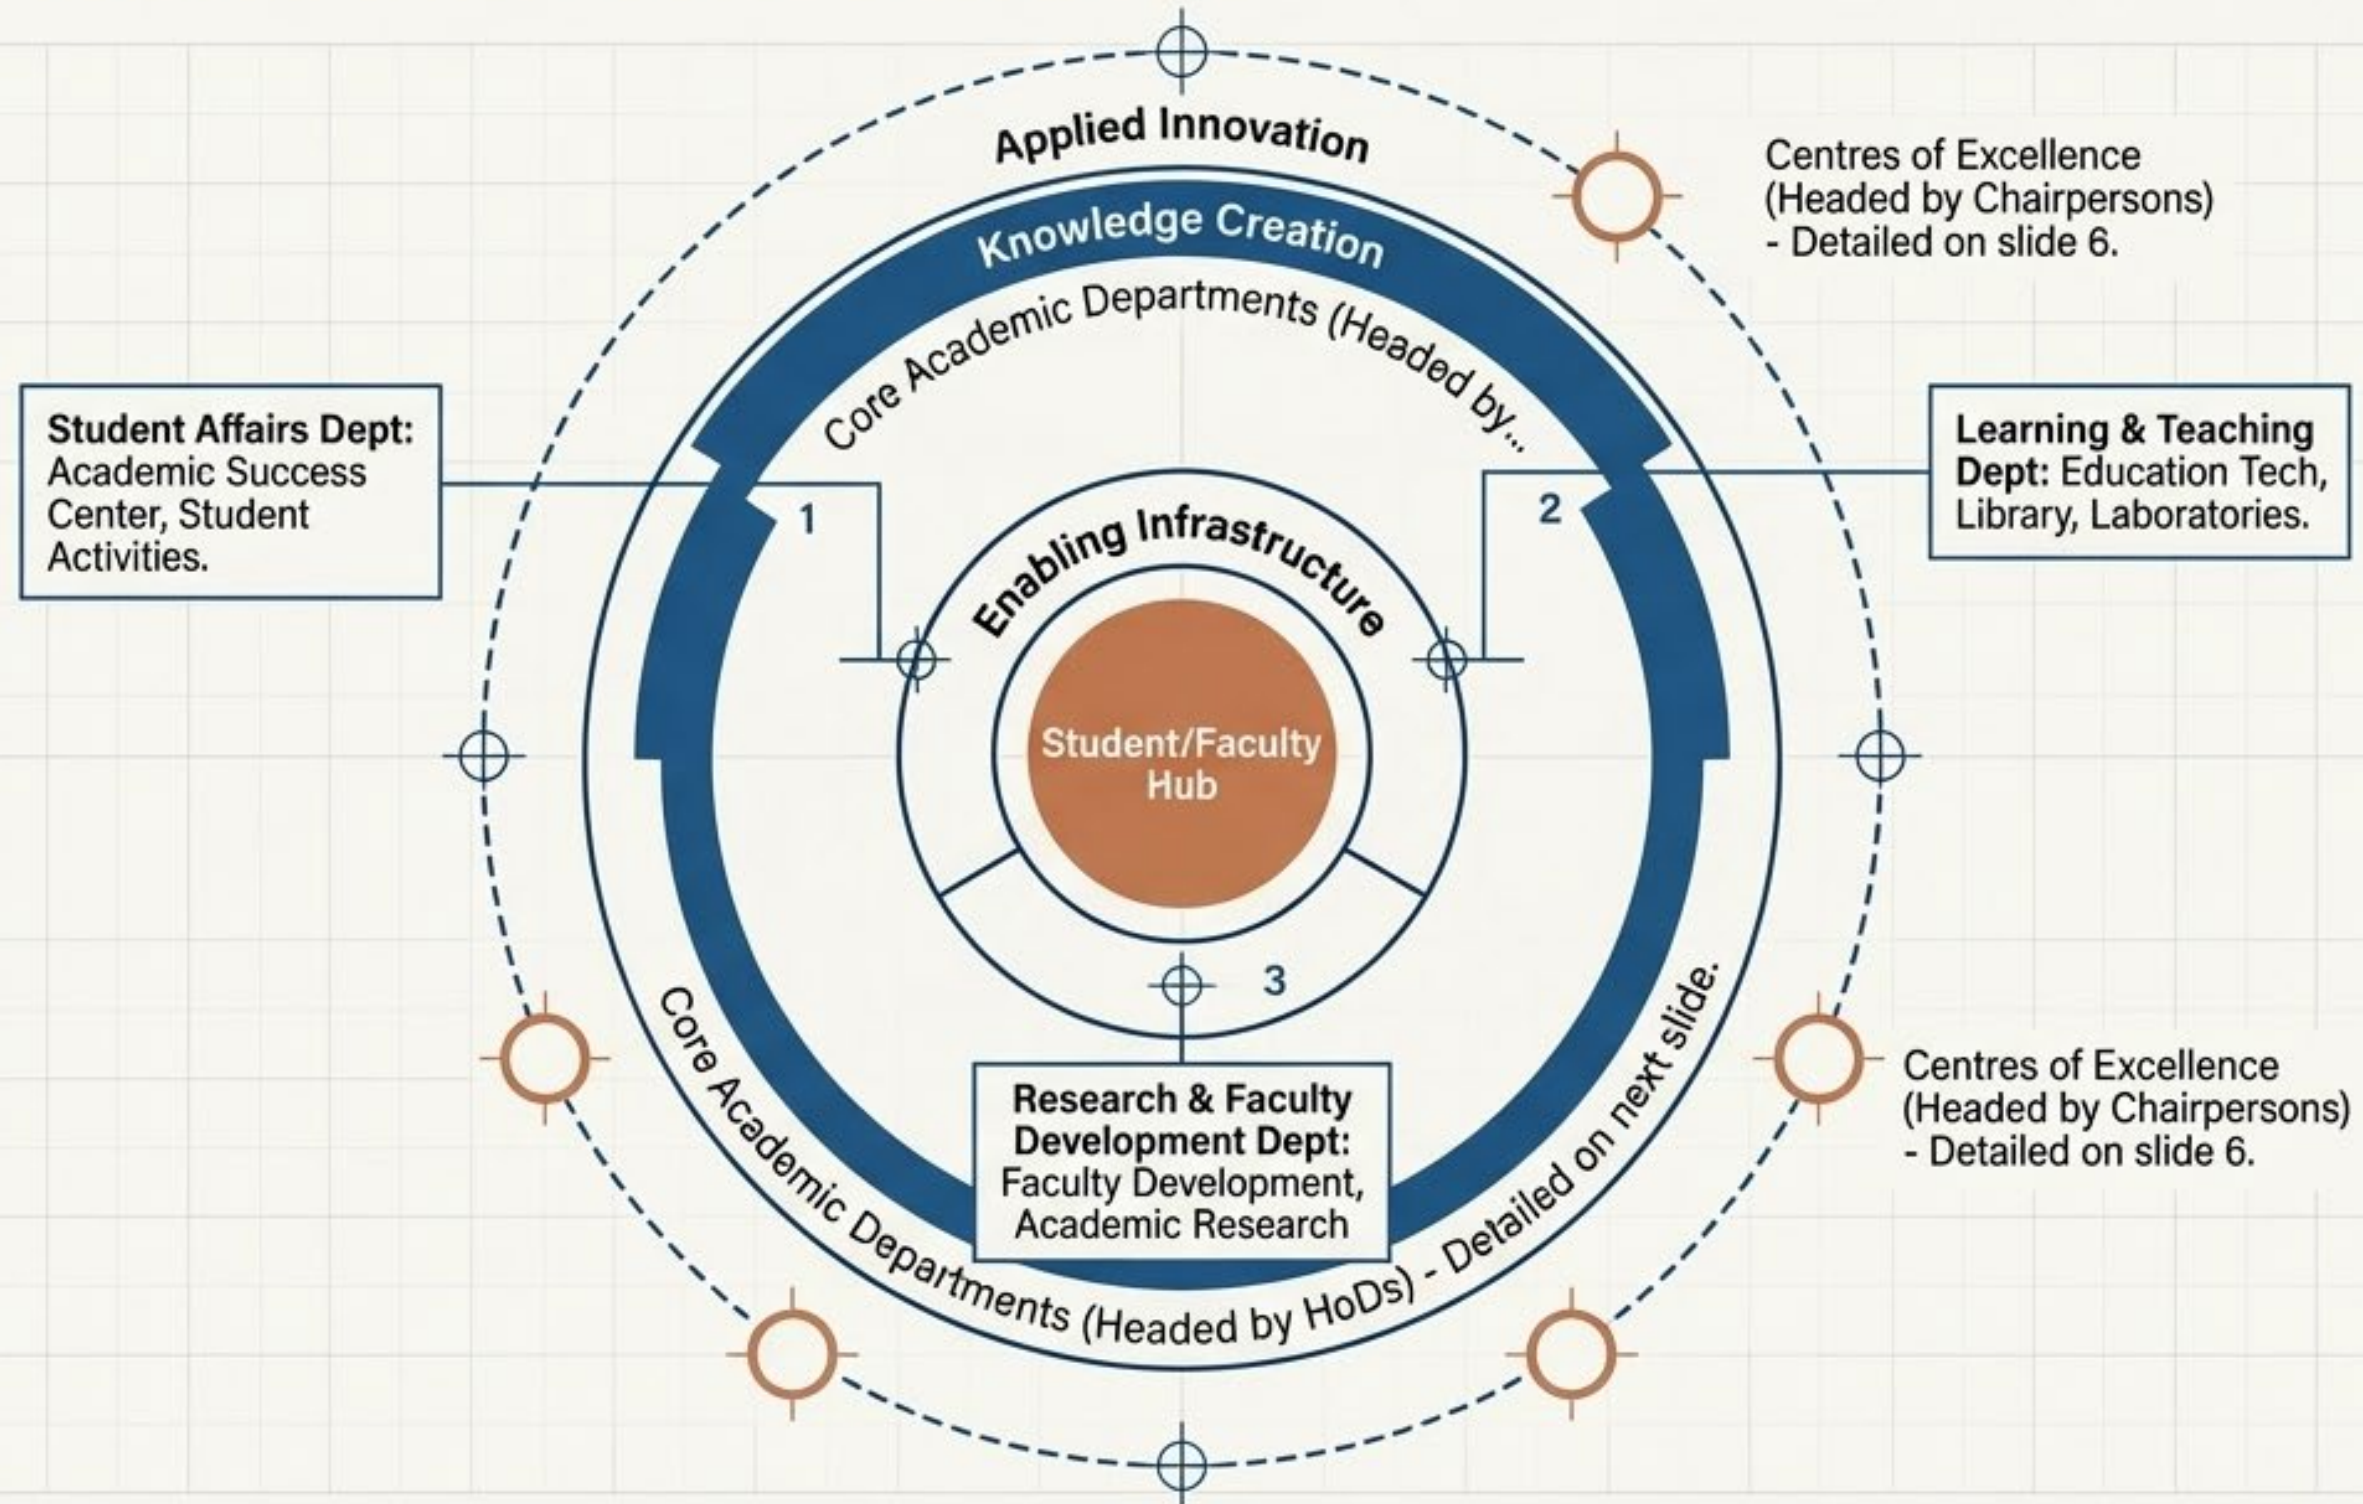 Applied Innovation
Knowledge Creation
Core Academic Departments (Headed by...
Centres of Excellence
(Headed by Chairpersons)
- Detailed on slide 6.
Student Affairs Dept:
Academic Success
Center, Student
Activities.
1
2
Learning & Teaching
Dept: Education Tech,
Library, Laboratories.
Enabling Infrastructure
Student/Faculty
Hub
3
Research & Faculty
Development Dept:
Faculty Development,
Academic Research
Core Academic Departments (Headed by HoDs) - Detailed on next slide.
Centres of Excellence
(Headed by Chairpersons)
- Detailed on slide 6.